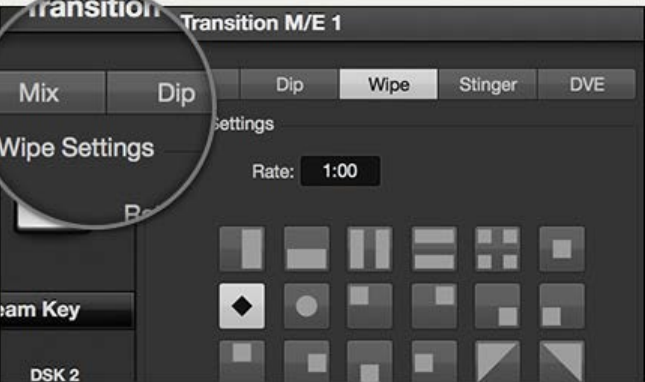 Transition
Transition M/E 1
Mix Dip
Dip Wipe Stinger DVE
Wipe Settings
Settings
Rate: 1:00
eam Key
DSK 2